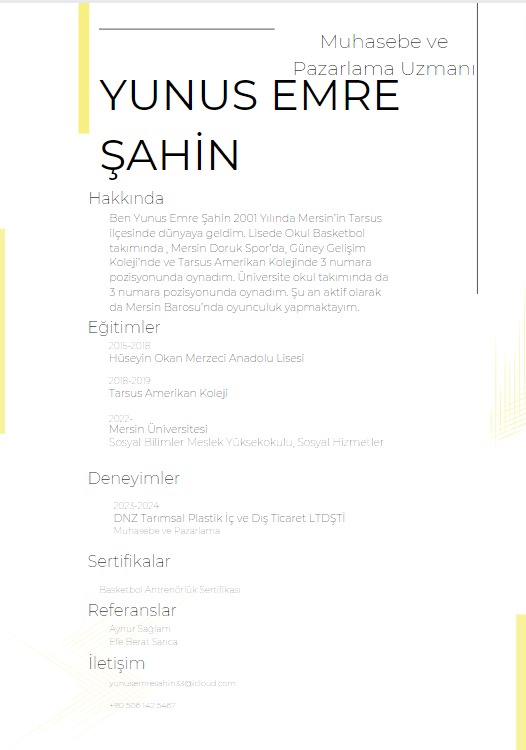 Muhasebe ve
Pazarlama Uzmanı
YUNUS EMRE
ŞAHİN
Hakkında
Ben Yunus Emre Şahin 2001 Yılında Mersin'in Tarsus
ilçesinde dünyaya geldim. Lisede Okul Basketbol
takımında , Mersin Doruk Spor'da, Güney Gelişim
Koleji'nde ve Tarsus Amerikan Kolejinde 3 numara
pozisyonunda oynadım. Üniversite okul takımında da
3 numara pozisyonunda oynadım. Şu an aktif olarak
da Mersin Barosu'nda oyunculuk yapmaktayım.
Eğitimler
2015-2018
Hüseyin Okan Merzeci Anadolu Lisesi
2018-2019
Tarsus Amerikan Koleji
2022-
Mersin Üniversitesi
Sosyal Bilimler Meslek Yüksekokulu, Sosyal Hizmetler
Deneyimler
2023-2024
DNZ Tarımsal Plastik İç ve Dış Ticaret LTDŞTİ
Muhasebe ve Pazarlama
Sertifikalar
Basketbol Antrenörlük Sertifikası
Referanslar
Aynur Sağlam
Efe Berat Sarıca
İletişim
yunusemresahin33@icloud.com
+90 506 142 5467